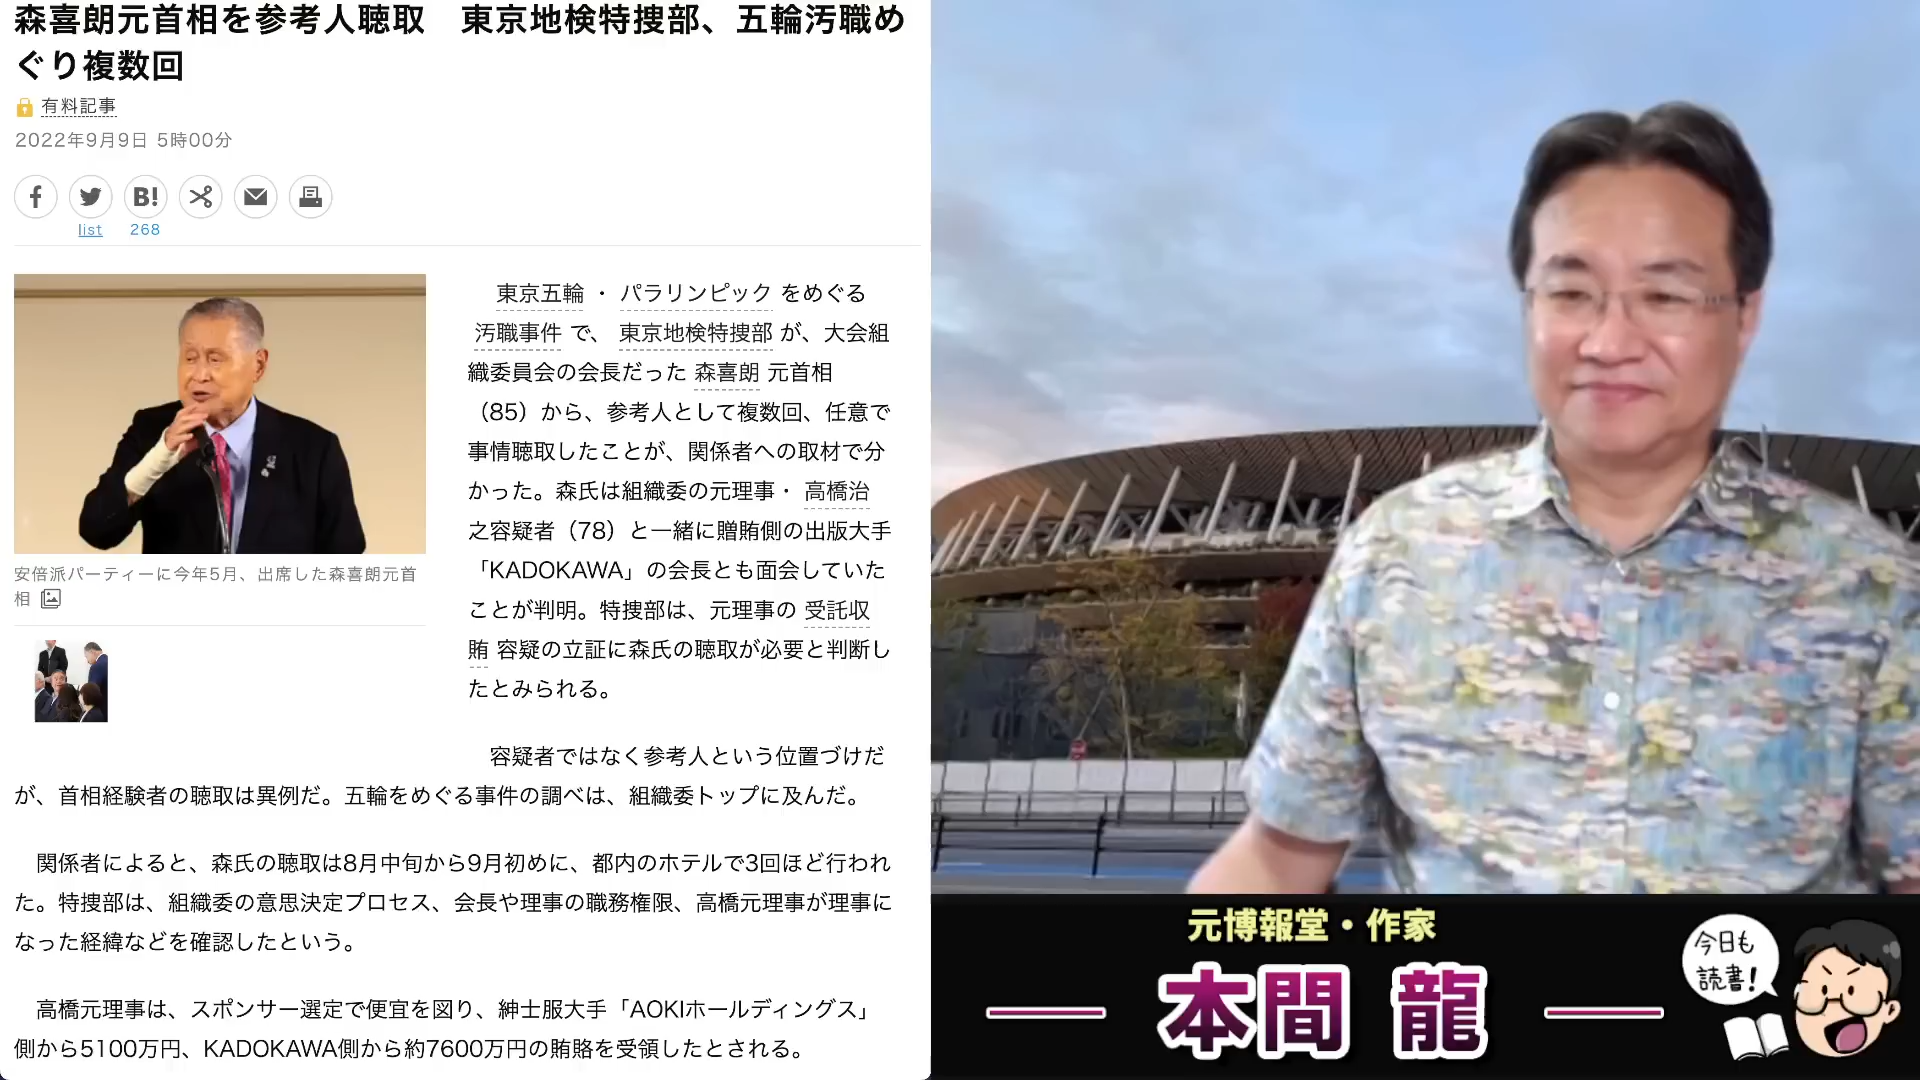 森喜朗元首相を参考人聴取　東京地検特捜部、五輪汚職め
ぐり複数回
有料記事
2022年9月9日 5時00分
B!
list
268
東京五輪 ・ パラリンピック をめぐる
汚職事件 で、 東京地検特捜部 が、大会組
織委員会の会長だった 森喜朗 元首相
（85）から、参考人として複数回、任意で
事情聴取したことが、関係者への取材で分
かった。森氏は組織委の元理事・ 高橋治
之容疑者（78）と一緒に贈賄側の出版大手
「KADOKAWA」の会長とも面会していた
ことが判明。特捜部は、元理事の 受託収
賄 容疑の立証に森氏の聴取が必要と判断し
たとみられる。
安倍派パーティーに今年5月、出席した森喜朗元首
相
容疑者ではなく参考人という位置づけだ
が、首相経験者の聴取は異例だ。五輪をめぐる事件の調べは、組織委トップに及んだ。
関係者によると、森氏の聴取は8月中旬から9月初めに、都内のホテルで3回ほど行われ
た。特捜部は、組織委の意思決定プロセス、会長や理事の職務権限、高橋元理事が理事に
なった経緯などを確認したという。
高橋元理事は、スポンサー選定で便宜を図り、紳士服大手「AOKIホールディングス」
側から5100万円、KADOKAWA側から約7600万円の賄賂を受領したとされる。
元博報堂・作家
本間 龍
今日も
読書!